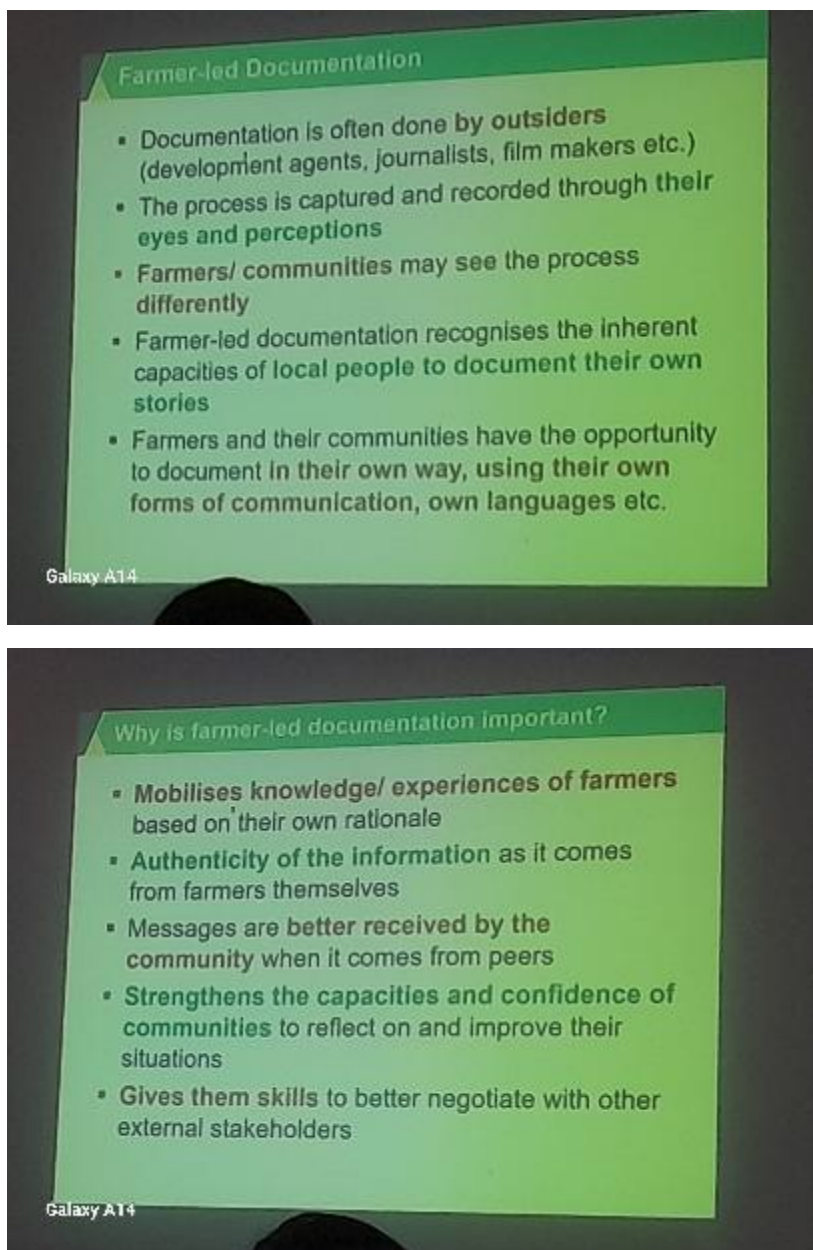 Farmer-led Documentation
▪ Documentation is often done by outsiders
(development agents, journalists, film makers etc.)
▪ The process is captured and recorded through their
eyes and perceptions
▪ Farmers/ communities may see the process
differently
▪ Farmer-led documentation recognises the inherent
capacities of local people to document their own
stories
▪ Farmers and their communities have the opportunity
to document in their own way, using their own
forms of communication, own languages etc.
Galaxy A14
Why is farmer-led documentation important?
▪ Mobilises knowledge/ experiences of farmers
based on their own rationale
▪ Authenticity of the information as it comes
from farmers themselves
▪ Messages are better received by the
community when it comes from peers
▪ Strengthens the capacities and confidence of
communities to reflect on and improve their
situations
▪ Gives them skills to better negotiate with other
external stakeholders
Galaxy A14